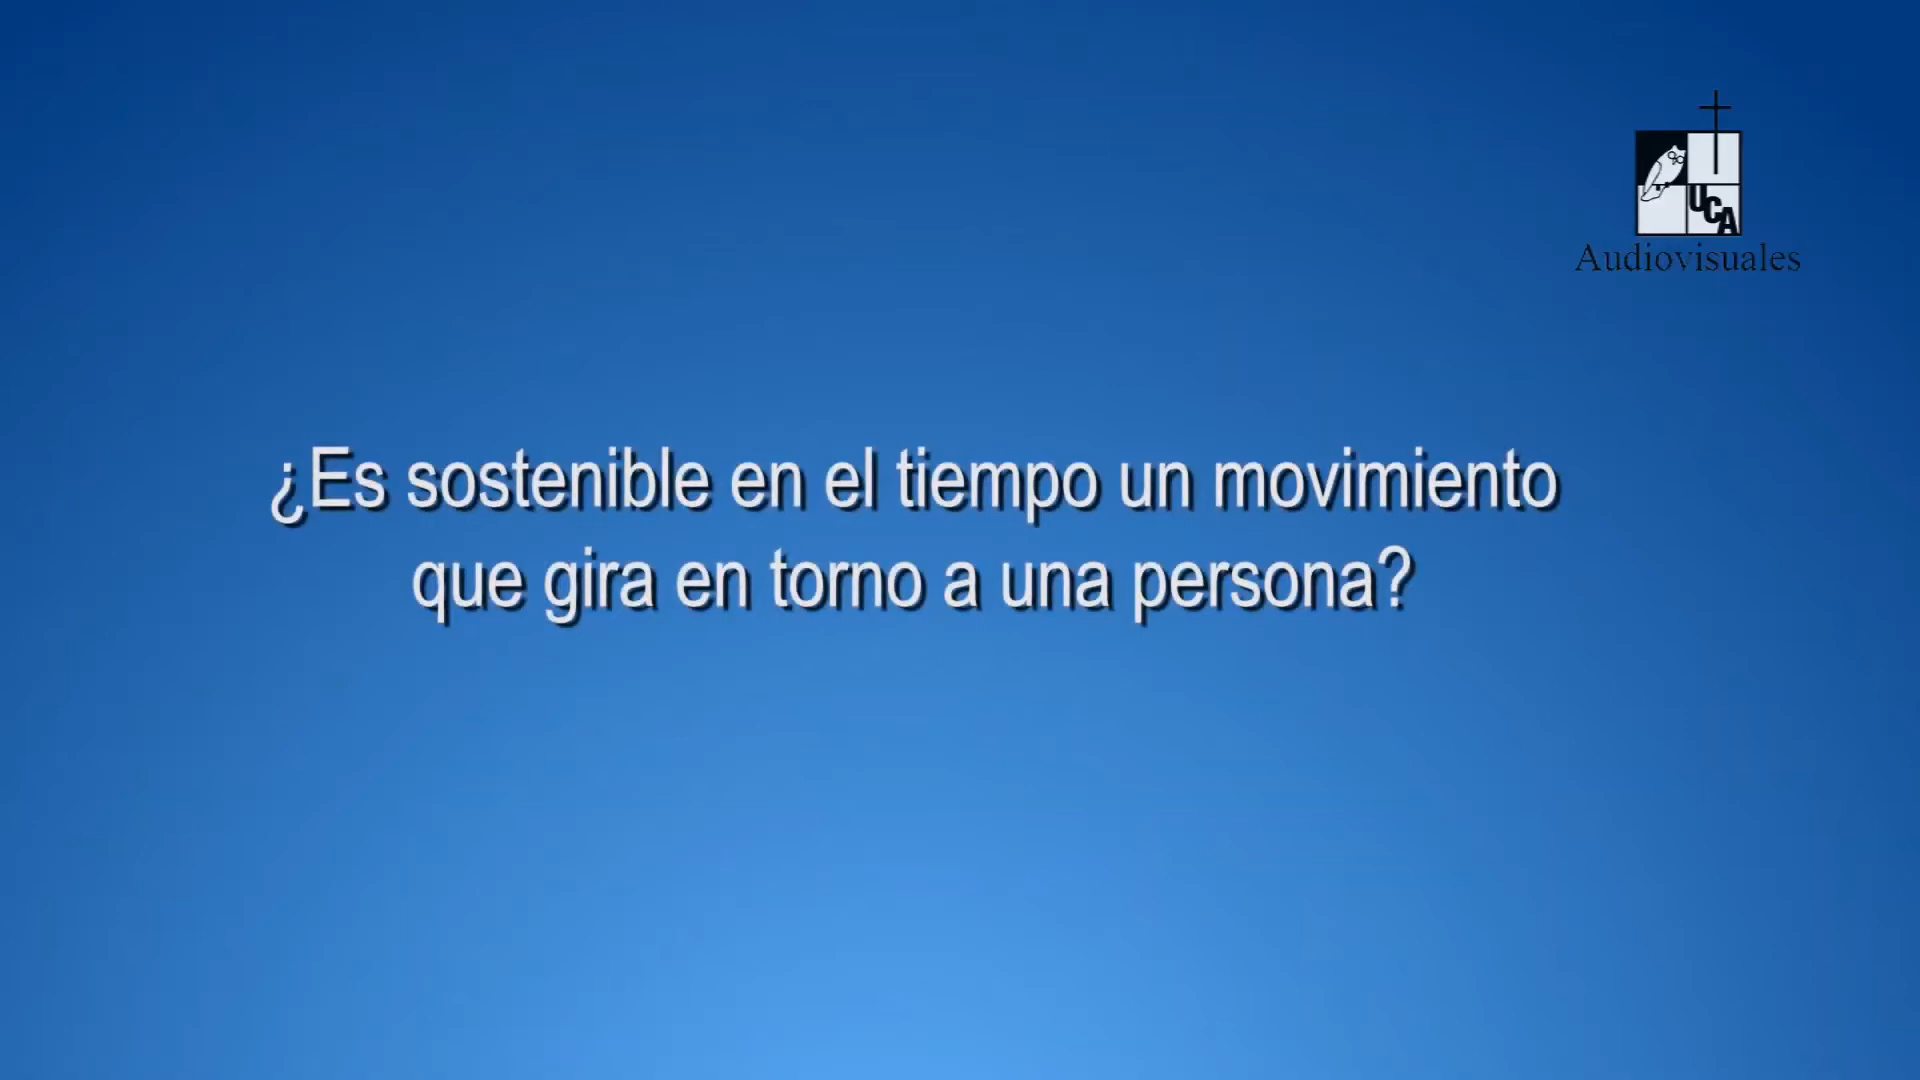 UCA
Audiovisuales
¿Es sostenible en el tiempo un movimiento
que gira en torno a una persona?